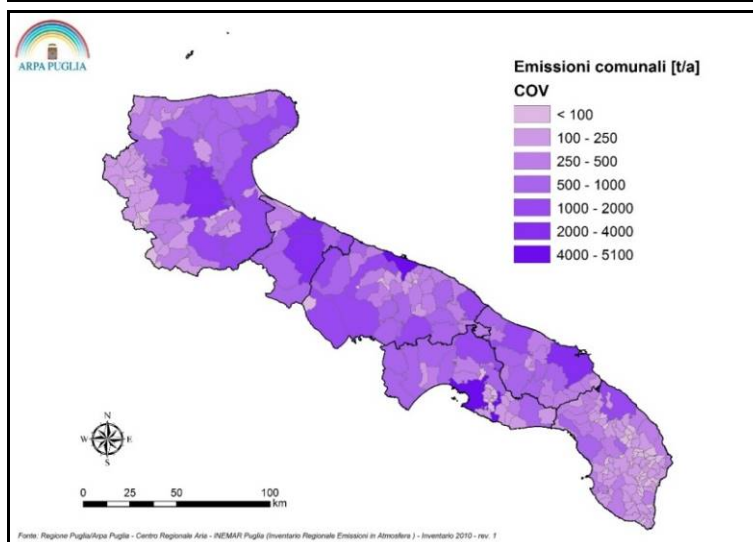 ARPA PUGLIA
Emissioni comunali [t/a]
COV
< 100
100 - 250
250 - 500
500 - 1000
1000 - 2000
2000 - 4000
4000 - 5100
N
W E
S
0 25 50 100
km
Fonte: Regione Puglia/Arpa Puglia - Centro Regionale Aria - INEMAR Puglia (Inventario Regionale Emissioni in Atmosfera ) - Inventario 2010 - rev. 1